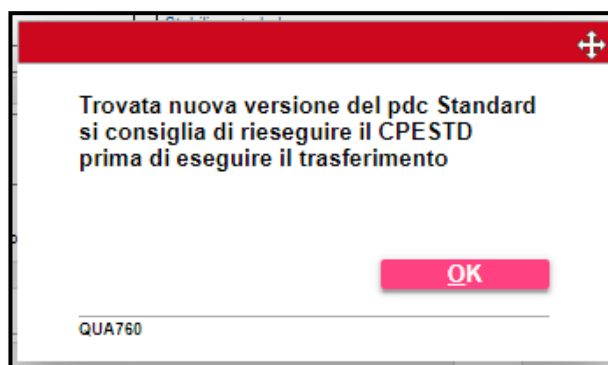 Trovata nuova versione del pdc Standard
si consiglia di rieseguire il CPESTD
prima di eseguire il trasferimento
OK
QUA760